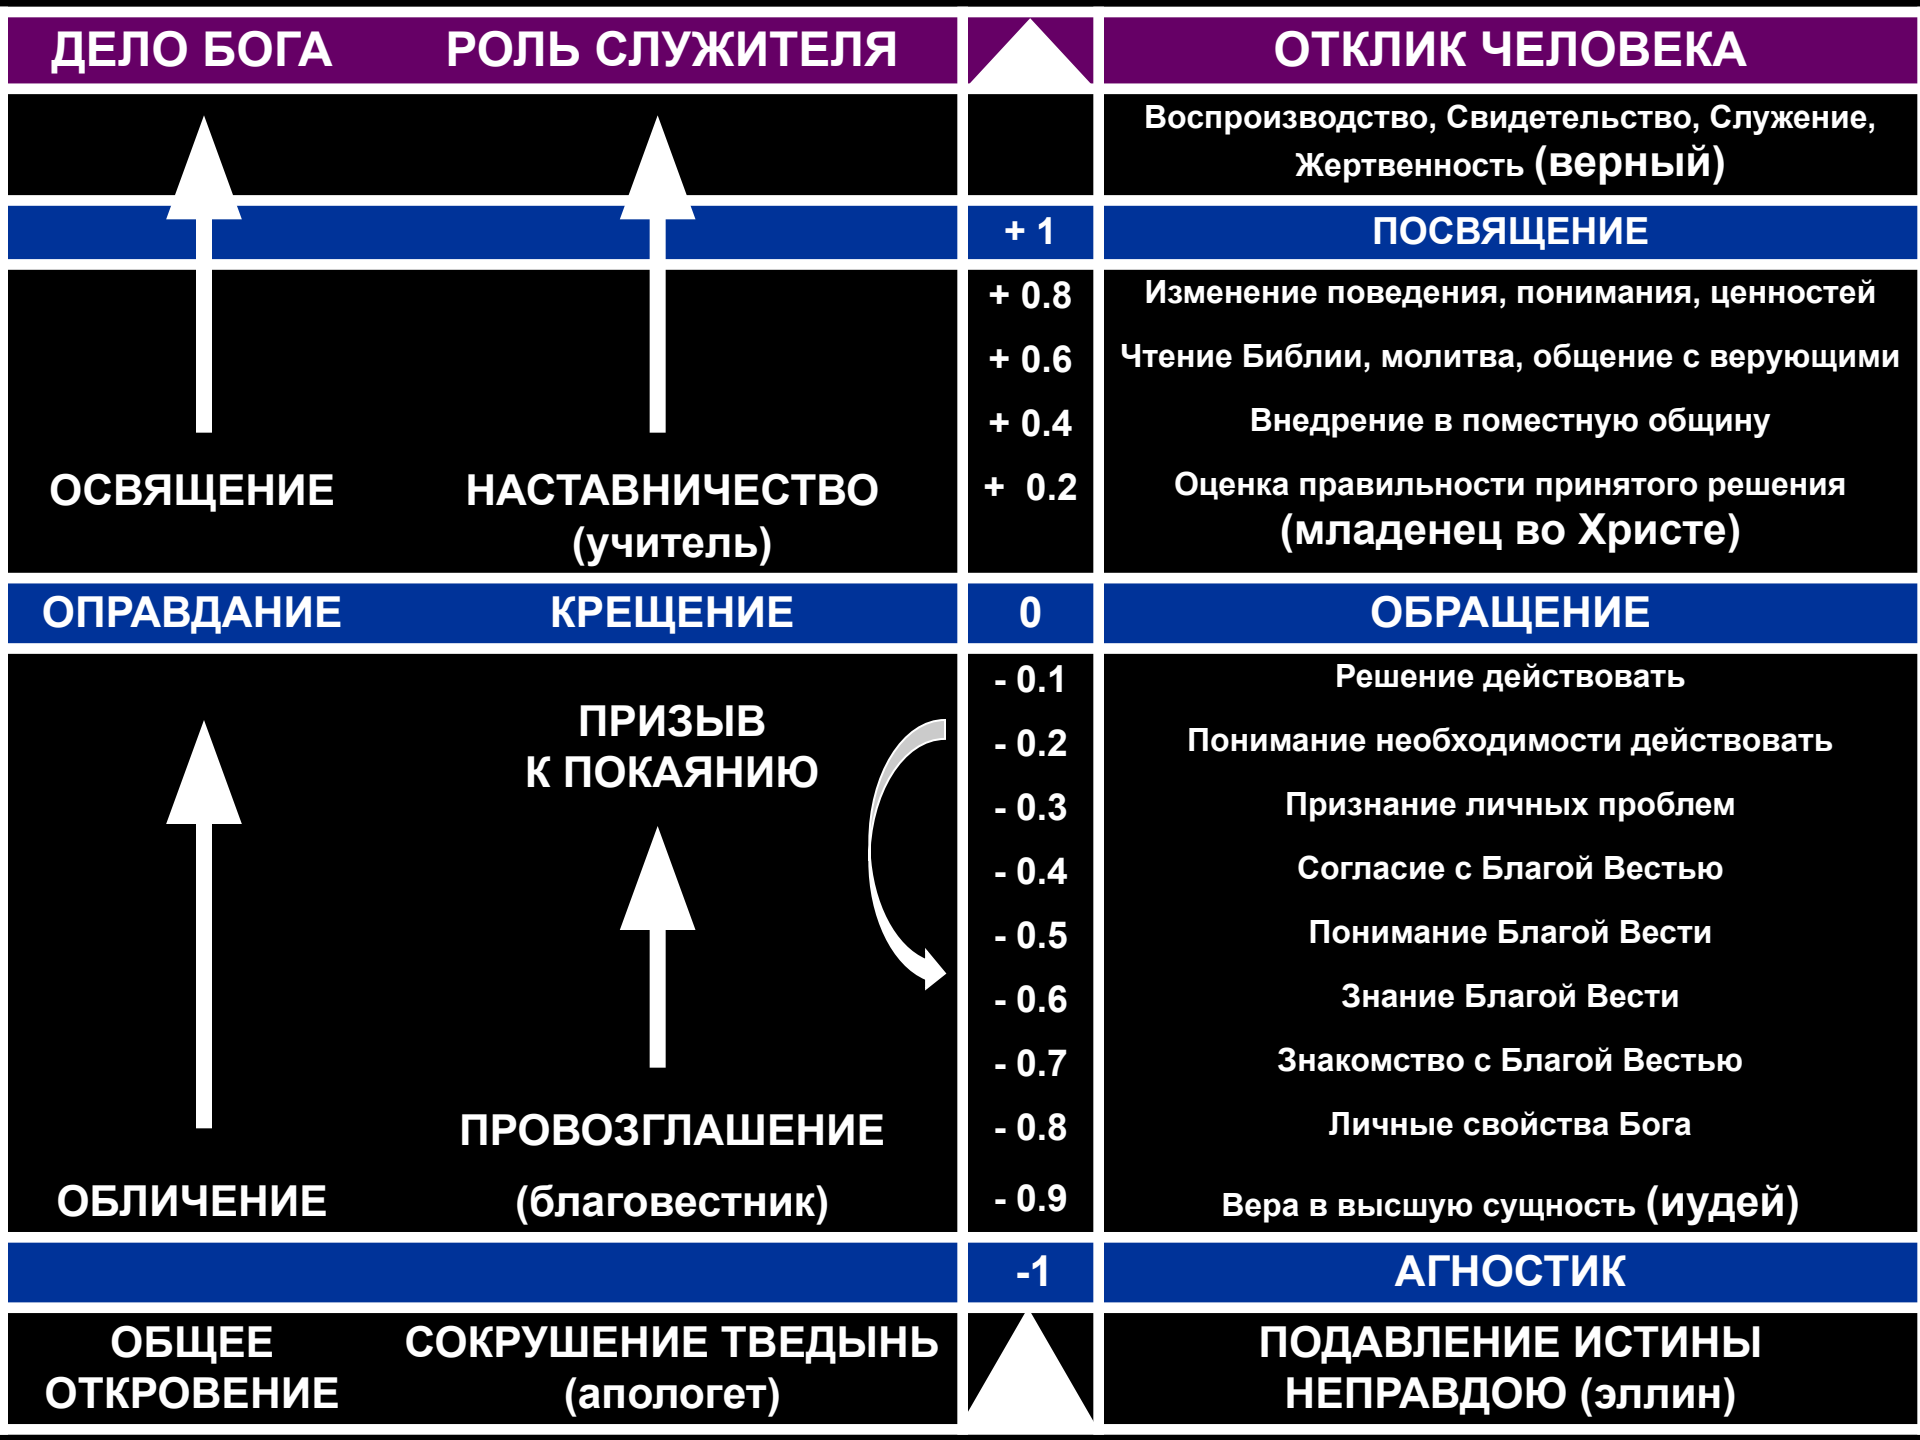 ДЕЛО БОГА РОЛЬ СЛУЖИТЕЛЯ ОТКЛИК ЧЕЛОВЕКА
Воспроизводство, Свидетельство, Служение,
Жертвенность (верный)
+ 1 ПОСВЯЩЕНИЕ
+ 0.8 Изменение поведения, понимания, ценностей
+ 0.6 Чтение Библии, молитва, общение с верующими
+ 0.4 Внедрение в поместную общину
ОСВЯЩЕНИЕ НАСТАВНИЧЕСТВО + 0.2 Оценка правильности принятого решения
(учитель) (младенец во Христе)
ОПРАВДАНИЕ КРЕЩЕНИЕ 0 ОБРАЩЕНИЕ
- 0.1 Решение действовать
ПРИЗЫВ - 0.2 Понимание необходимости действовать
К ПОКАЯНИЮ
- 0.3 Признание личных проблем
- 0.4 Согласие с Благой Вестью
- 0.5 Понимание Благой Вести
- 0.6 Знание Благой Вести
- 0.7 Знакомство с Благой Вестью
ПРОВОЗГЛАШЕНИЕ - 0.8 Личные свойства Бога
ОБЛИЧЕНИЕ (благовестник) - 0.9 Вера в высшую сущность (иудей)
-1 АГНОСТИК
ОБЩЕЕ СОКРУШЕНИЕ ТВЕДЫНЬ ПОДАВЛЕНИЕ ИСТИНЫ
ОТКРОВЕНИЕ (апологет) НЕПРАВДОЮ (эллин)